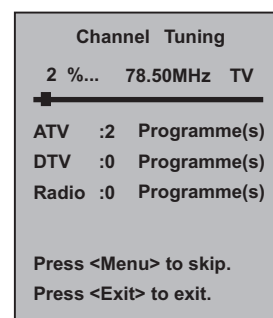 Channel Tuning
2 %... 78.50MHz TV
ATV :2 Programme(s)
DTV :0 Programme(s)
Radio :0 Programme(s)
Press <Menu> to skip.
Press <Exit> to exit.